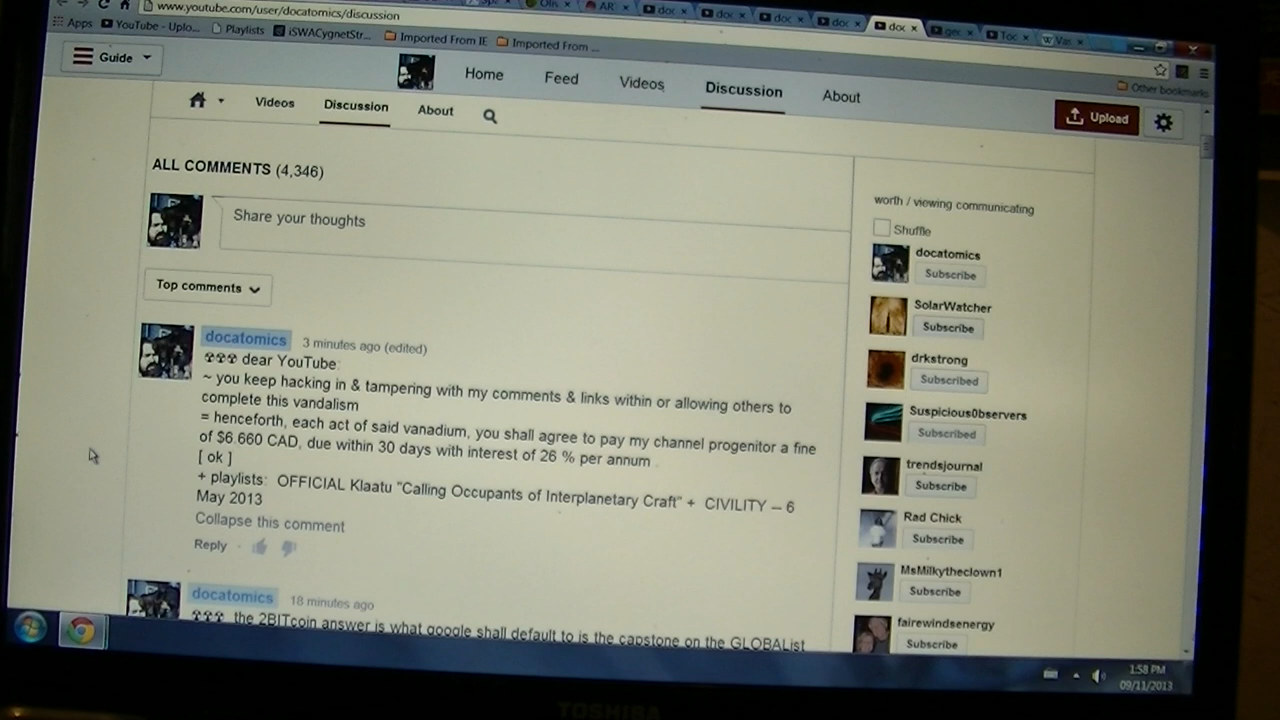 www.youtube.com/user/docatomics/discussion
Apps YouTube - Uplo... Playlists iSWACygnetStr... Imported From IE Imported From ... Other bookmarks
Guide Home Feed Videos Discussion About
Videos Discussion About
Upload
ALL COMMENTS (4,346)
Share your thoughts
Top comments
docatomics 3 minutes ago (edited)
☢☢☢ dear YouTube:
~ you keep hacking in & tampering with my comments & links within or allowing others to
complete this vandalism
= henceforth, each act of said vanadium, you shall agree to pay my channel progenitor a fine
of $6.660 CAD, due within 30 days with interest of 26 % per annum
[ ok ]
+ playlists: OFFICIAL Klaatu "Calling Occupants of Interplanetary Craft" + CIVILITY -- 6
May 2013
Collapse this comment
Reply
docatomics 18 minutes ago
☢☢☢ the 2BITcoin answer is what google shall default to is the capstone on the GLOBAList
worth / viewing communicating
Shuffle
docatomics
Subscribe
SolarWatcher
Subscribe
drkstrong
Subscribed
Suspicious0bservers
Subscribed
trendsjournal
Subscribe
Rad Chick
Subscribe
MsMilkytheclown1
Subscribe
fairewindsenergy
Subscribe
1:58 PM
09/11/2013
TOSHIBA